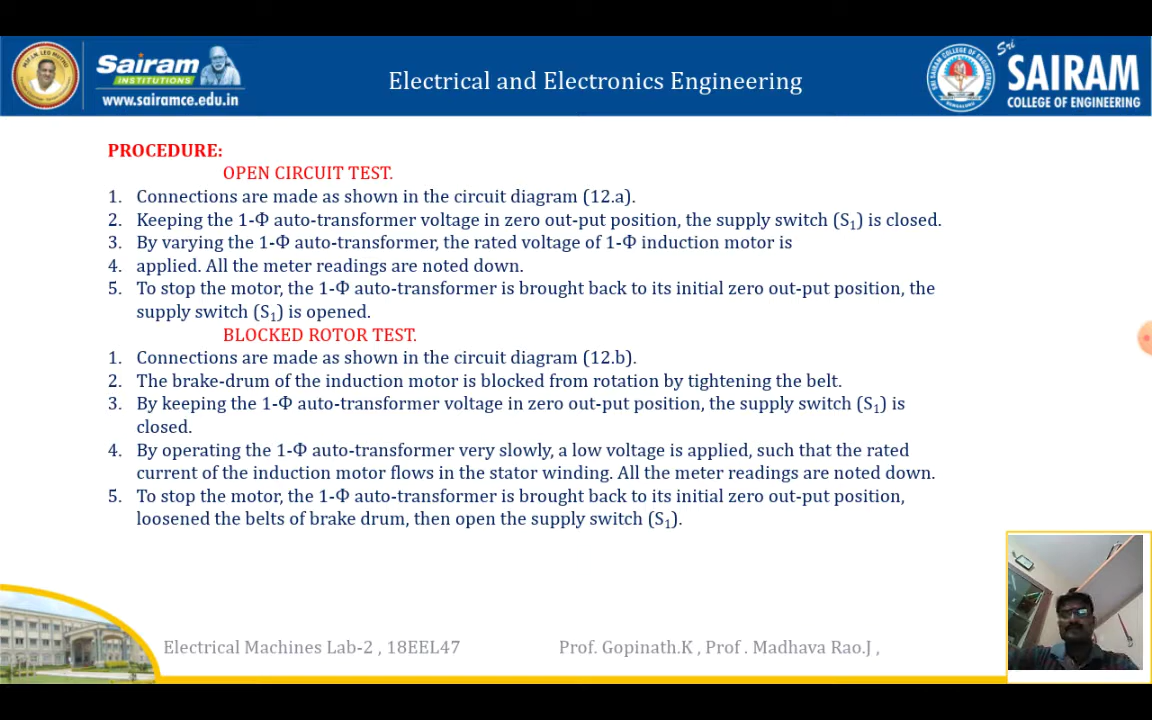 Sairam
INSTITUTIONS
www.sairamce.edu.in
Electrical and Electronics Engineering
Sri
SAIRAM
COLLEGE OF ENGINEERING
PROCEDURE:
OPEN CIRCUIT TEST.
1. Connections are made as shown in the circuit diagram (12.a).
2. Keeping the 1-Φ auto-transformer voltage in zero out-put position, the supply switch (S₁) is closed.
3. By varying the 1-Φ auto-transformer, the rated voltage of 1-Φ induction motor is
4. applied. All the meter readings are noted down.
5. To stop the motor, the 1-Φ auto-transformer is brought back to its initial zero out-put position, the
supply switch (S₁) is opened.
BLOCKED ROTOR TEST.
1. Connections are made as shown in the circuit diagram (12.b).
2. The brake-drum of the induction motor is blocked from rotation by tightening the belt.
3. By keeping the 1-Φ auto-transformer voltage in zero out-put position, the supply switch (S₁) is
closed.
4. By operating the 1-Φ auto-transformer very slowly, a low voltage is applied, such that the rated
current of the induction motor flows in the stator winding. All the meter readings are noted down.
5. To stop the motor, the 1-Φ auto-transformer is brought back to its initial zero out-put position,
loosened the belts of brake drum, then open the supply switch (S₁).
Electrical Machines Lab-2 , 18EEL47
Prof. Gopinath.K , Prof . Madhava Rao.J ,